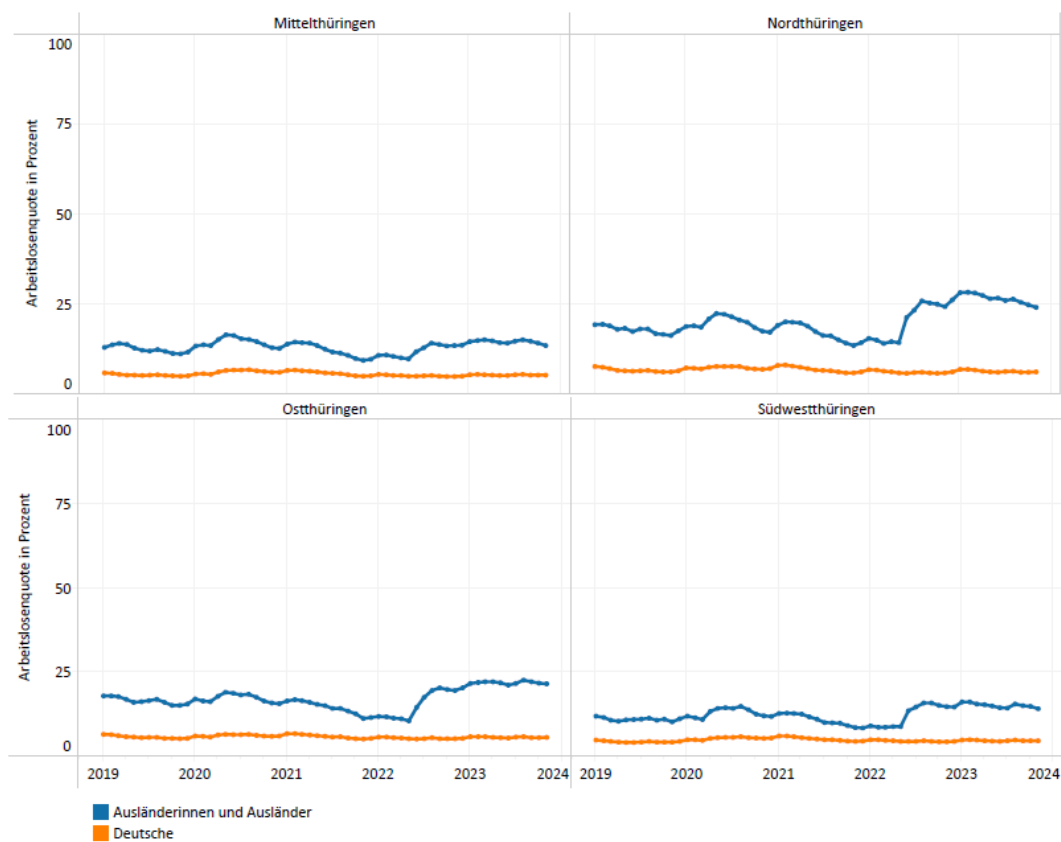 Mittelthüringen Nordthüringen
100
75
50
25
0
Arbeitslosenquote in Prozent
Ostthüringen Südwestthüringen
100
75
50
25
0
Arbeitslosenquote in Prozent
2019 2020 2021 2022 2023 2024 2019 2020 2021 2022 2023 2024
Ausländerinnen und Ausländer
Deutsche